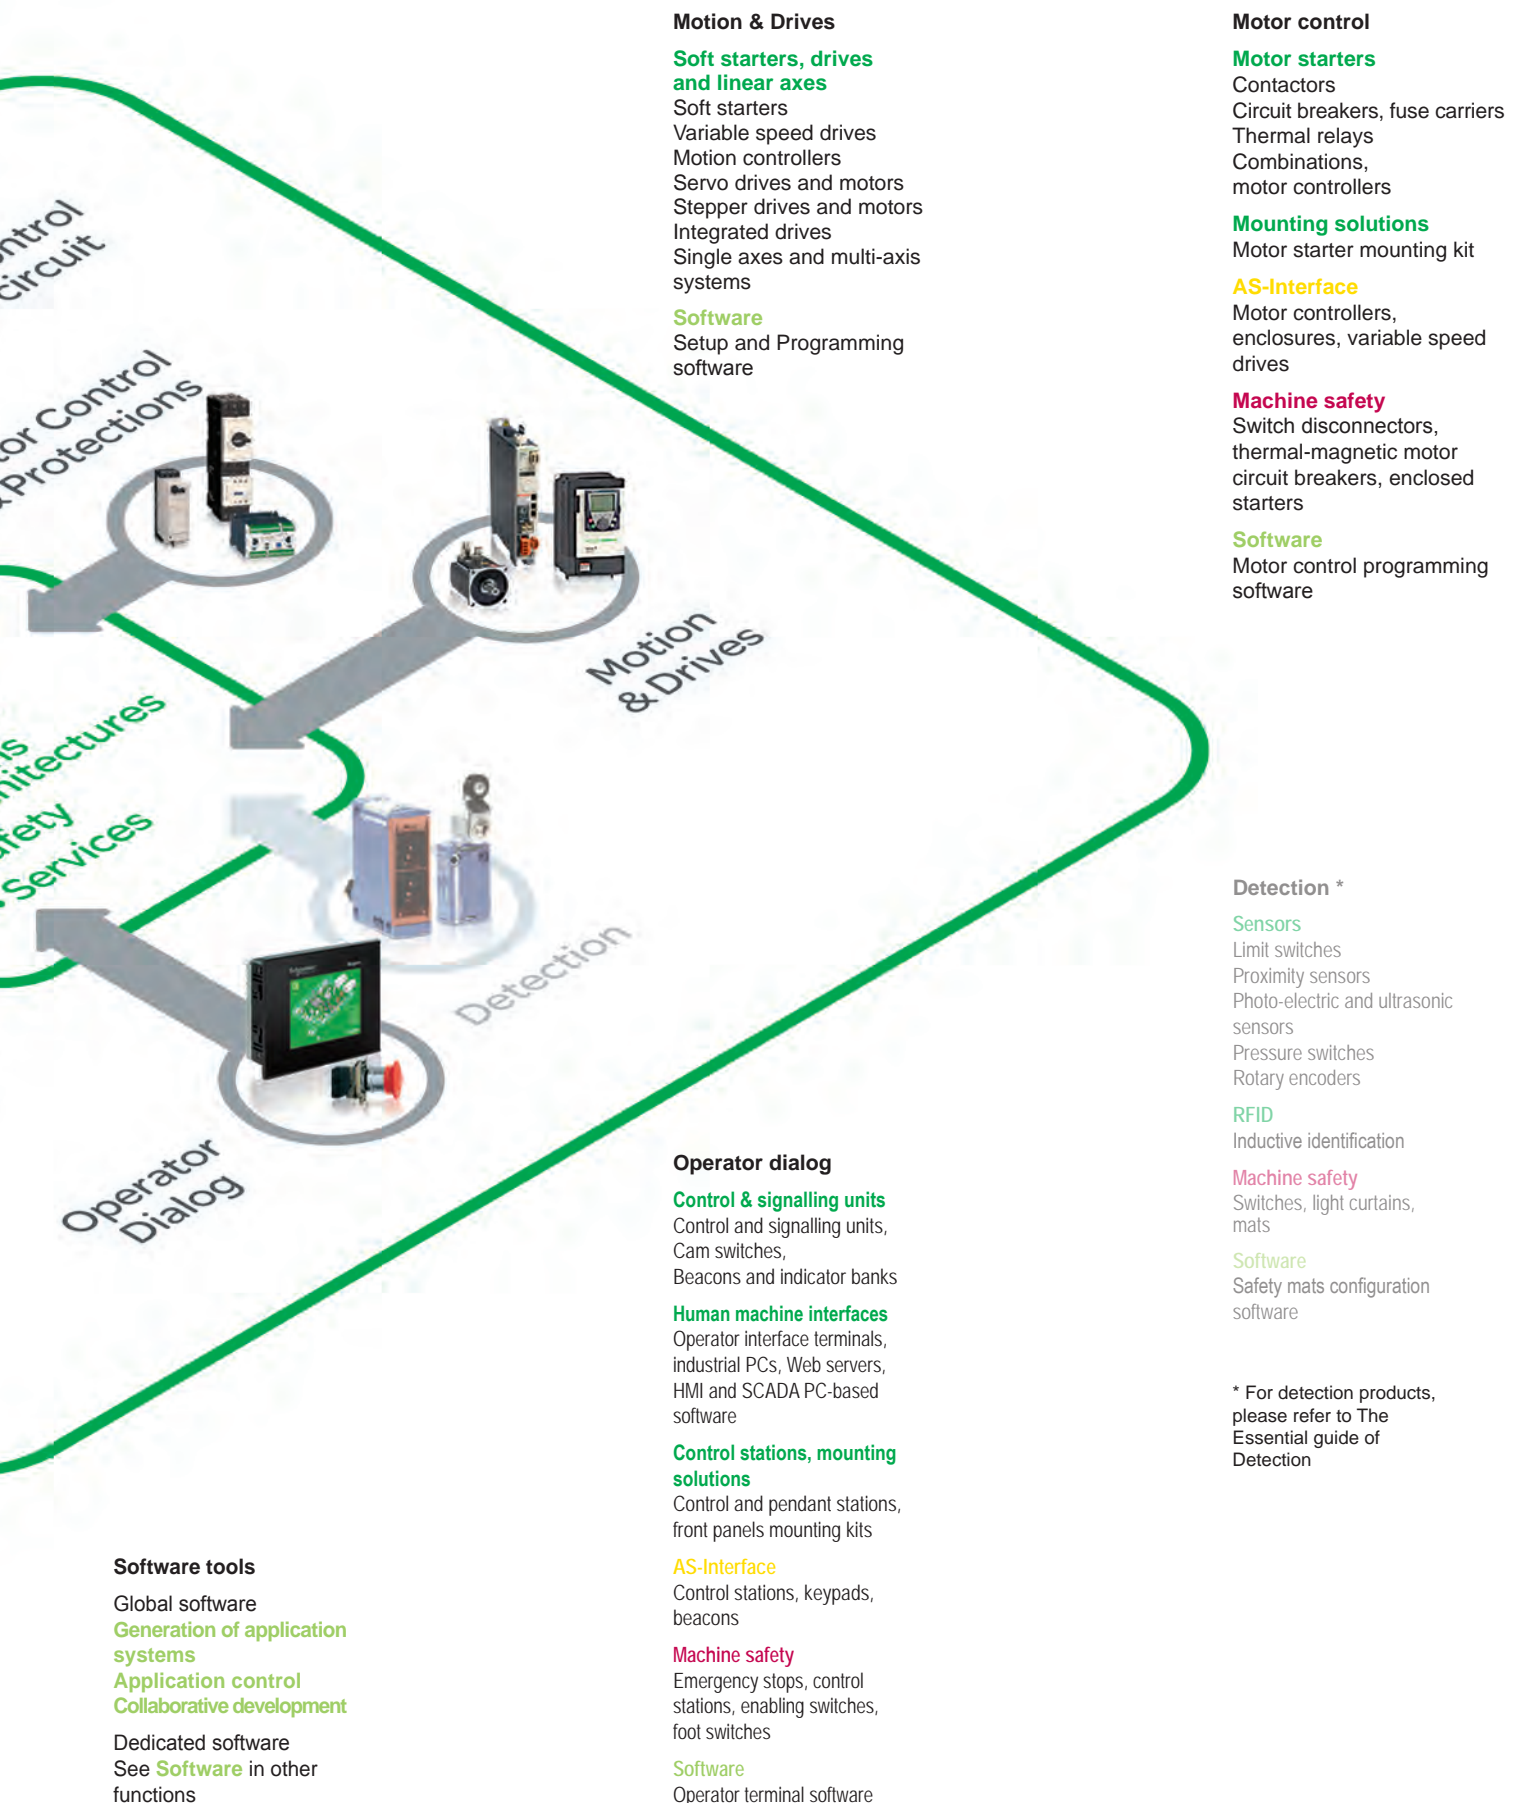 Motion & Drives
Soft starters, drives
and linear axes
Soft starters
Variable speed drives
Motion controllers
Servo drives and motors
Stepper drives and motors
Integrated drives
Single axes and multi-axis
systems
Software
Setup and Programming
software
Motor control
Motor starters
Contactors
Circuit breakers, fuse carriers
Thermal relays
Combinations,
motor controllers
Mounting solutions
Motor starter mounting kit
AS-Interface
Motor controllers,
enclosures, variable speed
drives
Machine safety
Switch disconnectors,
thermal-magnetic motor
circuit breakers, enclosed
starters
Software
Motor control programming
software
ntrol
circuit
or Control
& Protections
Motion
& Drives
s
hitectures
fety
• Services
Detection
Operator
Dialog
Detection *
Sensors
Limit switches
Proximity sensors
Photo-electric and ultrasonic
sensors
Pressure switches
Rotary encoders
RFID
Inductive identification
Machine safety
Switches, light curtains,
mats
Software
Safety mats configuration
software
* For detection products,
please refer to The
Essential guide of
Detection
Operator dialog
Control & signalling units
Control and signalling units,
Cam switches,
Beacons and indicator banks
Human machine interfaces
Operator interface terminals,
industrial PCs, Web servers,
HMI and SCADA PC-based
software
Control stations, mounting
solutions
Control and pendant stations,
front panels mounting kits
AS-Interface
Control stations, keypads,
beacons
Machine safety
Emergency stops, control
stations, enabling switches,
foot switches
Software
Operator terminal software
Software tools
Global software
Generation of application
systems
Application control
Collaborative development
Dedicated software
See Software in other
functions